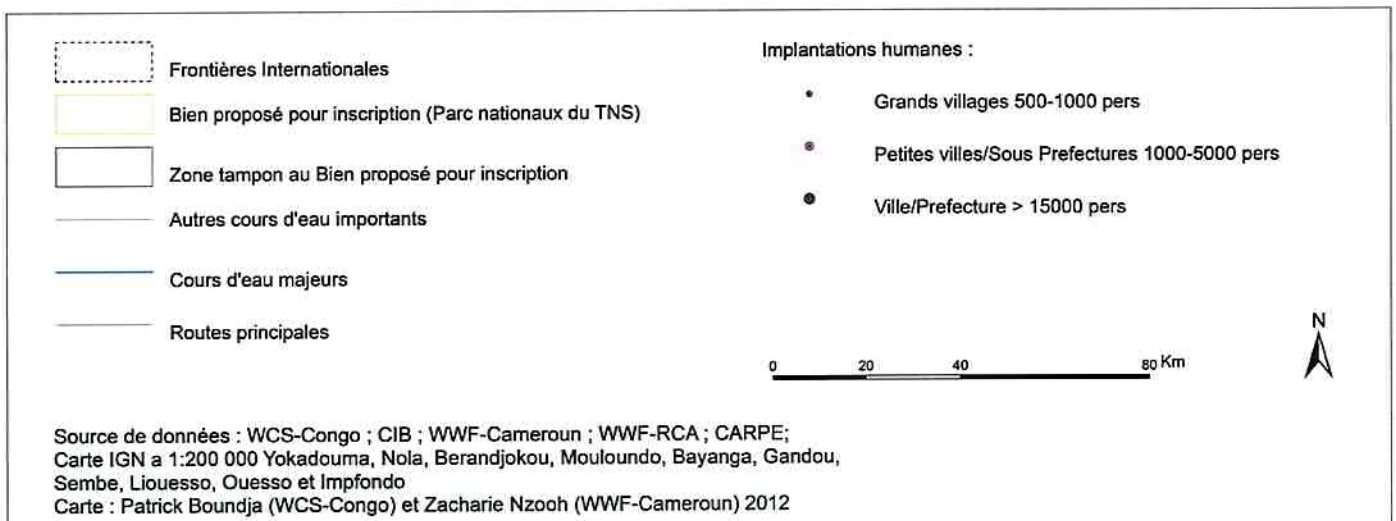 Frontières Internationales
Bien proposé pour inscription (Parc nationaux du TNS)
Zone tampon au Bien proposé pour inscription
Autres cours d'eau importants
Cours d'eau majeurs
Routes principales
Implantations humanes :
Grands villages 500-1000 pers
Petites villes/Sous Prefectures 1000-5000 pers
Ville/Prefecture > 15000 pers
0 20 40 80 Km
N
Source de données : WCS-Congo ; CIB ; WWF-Cameroun ; WWF-RCA ; CARPE;
Carte IGN a 1:200 000 Yokadouma, Nola, Berandjokou, Mouloundo, Bayanga, Gandou,
Sembe, Liouesso, Ouesso et Impfondo
Carte : Patrick Boundja (WCS-Congo) et Zacharie Nzooh (WWF-Cameroun) 2012